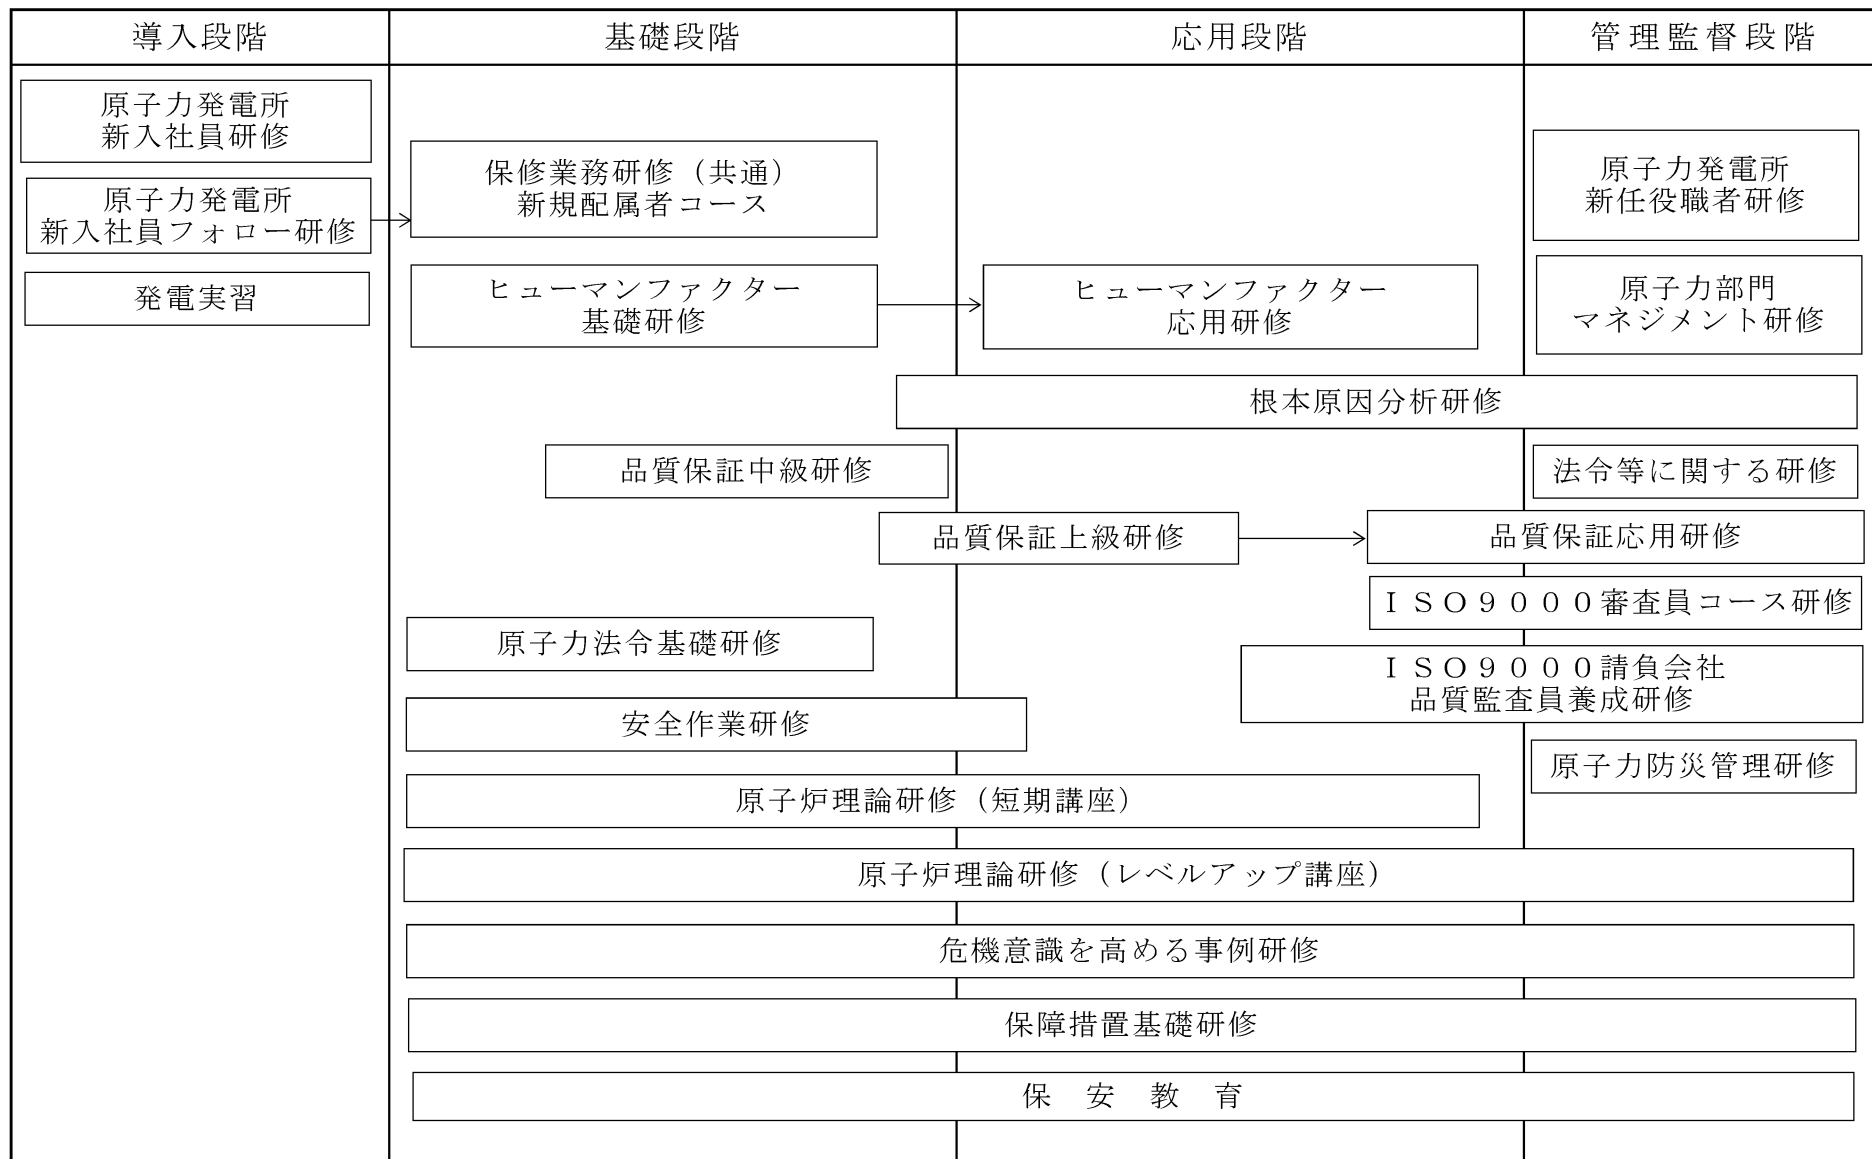 導入段階
基礎段階
応用段階
管理監督段階
原子力発電所
新入社員研修
原子力発電所
新入社員フォロー研修
発電実習
保修業務研修（共通）
新規配属者コース
原子力発電所
新任役職者研修
ヒューマンファクター
基礎研修
ヒューマンファクター
応用研修
原子力部門
マネジメント研修
根本原因分析研修
品質保証中級研修
法令等に関する研修
品質保証上級研修
品質保証応用研修
ＩＳＯ９０００審査員コース研修
原子力法令基礎研修
ＩＳＯ９０００請負会社
品質監査員養成研修
安全作業研修
原子力防災管理研修
原子炉理論研修（短期講座）
原子炉理論研修（レベルアップ講座）
危機意識を高める事例研修
保障措置基礎研修
保　安　教　育